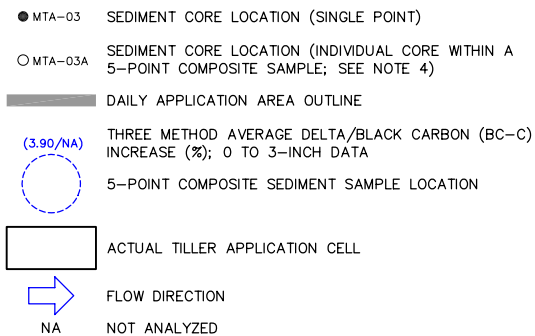 MTA-03 SEDIMENT CORE LOCATION (SINGLE POINT)
MTA-03A SEDIMENT CORE LOCATION (INDIVIDUAL CORE WITHIN A
5-POINT COMPOSITE SAMPLE; SEE NOTE 4)
DAILY APPLICATION AREA OUTLINE
(3.90/NA) THREE METHOD AVERAGE DELTA/BLACK CARBON (BC-C)
INCREASE (%); 0 TO 3-INCH DATA
5-POINT COMPOSITE SEDIMENT SAMPLE LOCATION
ACTUAL TILLER APPLICATION CELL
FLOW DIRECTION
NA NOT ANALYZED